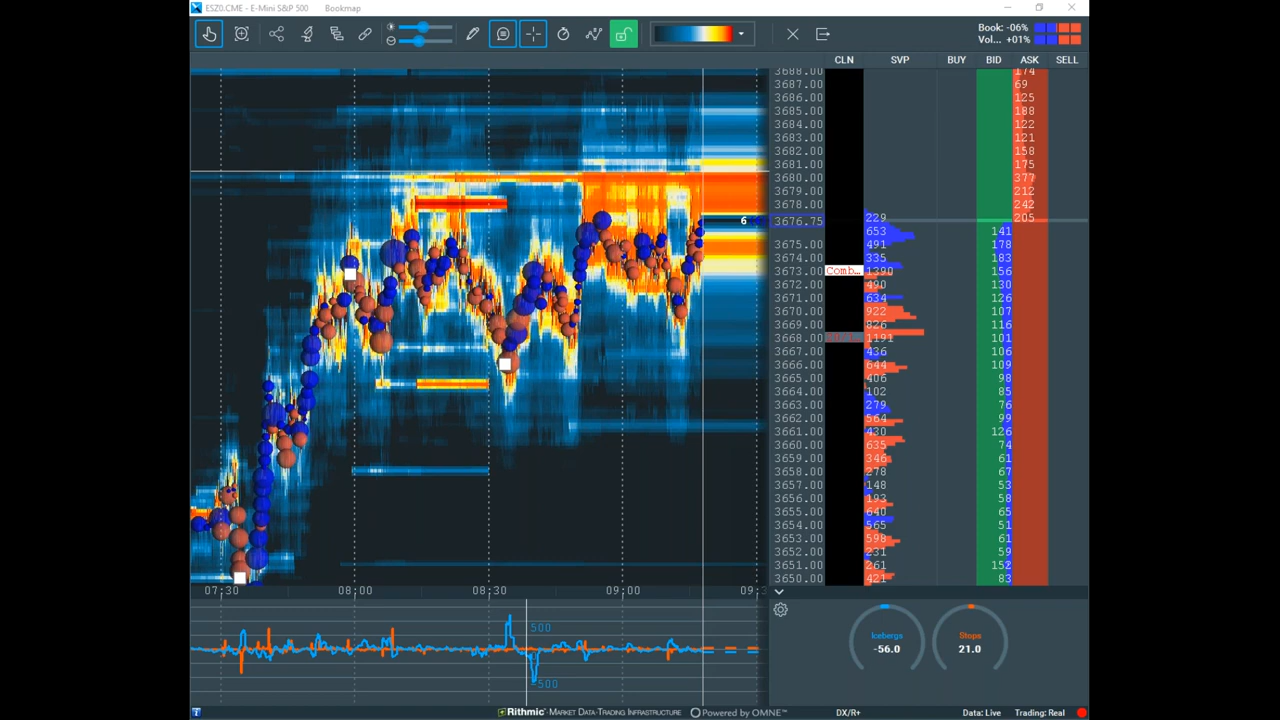 ESZ0.CME - E-Mini S&P 500 Bookmap
Book: -06%
Vol... +01%
CLN SVP BUY BID ASK SELL
3688.00 174
3687.00 69
3686.00 125
3685.00 188
3684.00 122
3683.00 121
3682.00 158
3681.00 175
3680.00 377
3679.00 212
3678.00 242
229 205
6 3676.75
653 141
3675.00 491 178
3674.00 335 183
3673.00 Comb... 1390 156
3672.00 490 130
3671.00 634 126
3670.00 922 107
3669.00 826 116
3668.00 1191 101
3667.00 436 106
3666.00 644 109
3665.00 406 98
3664.00 102 85
3663.00 279 76
3662.00 564 99
3661.00 430 126
3660.00 635 74
3659.00 346 61
3658.00 278 67
3657.00 148 53
3656.00 193 58
3655.00 640 65
3654.00 565 51
3653.00 598 61
3652.00 231 59
3651.00 261 152
3650.00 421 83
07:30 08:00 08:30 09:00 09:3
500
-500
Icebergs
-56.0
Stops
21.0
Rithmic - MARKET DATA-TRADING INFRASTRUCTURE Powered by OMNE™ DX/R+ Data: Live Trading: Real